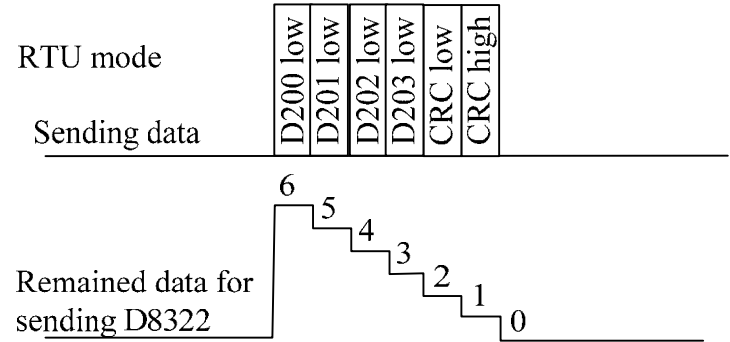 RTU mode
Sending data
D200 low
D201 low
D202 low
D203 low
CRC low
CRC high
6
5
4
3
2
1
0
Remained data for
sending D8322